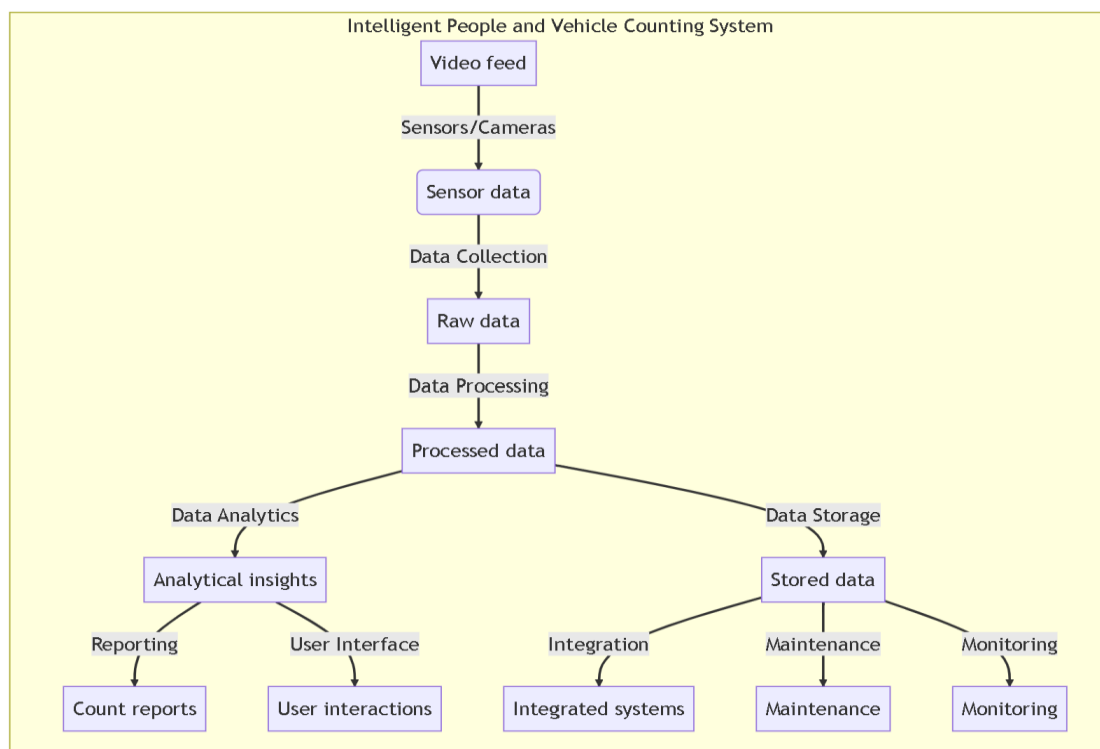 Intelligent People and Vehicle Counting System
Video feed
Sensors/Cameras
Sensor data
Data Collection
Raw data
Data Processing
Processed data
Data Analytics
Data Storage
Analytical insights
Stored data
Reporting
User Interface
Integration
Maintenance
Monitoring
Count reports
User interactions
Integrated systems
Maintenance
Monitoring